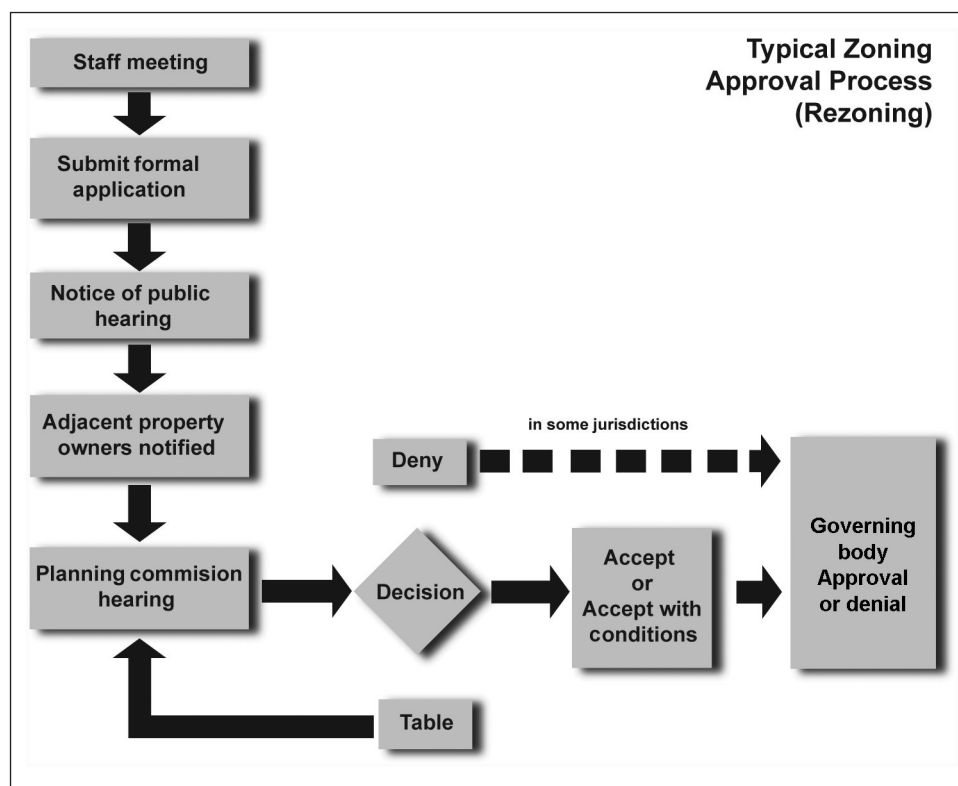 Typical Zoning
Approval Process
(Rezoning)
Staff meeting
Submit formal
application
Notice of public
hearing
Adjacent property
owners notified
Planning commision
hearing
Decision
Deny
in some jurisdictions
Accept
or
Accept with
conditions
Governing
body
Approval
or denial
Table